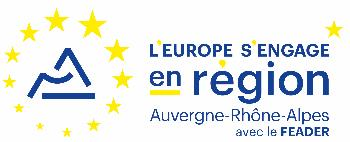 L'EUROPE S'ENGAGE
en région
Auvergne-Rhône-Alpes
avec le FEADER